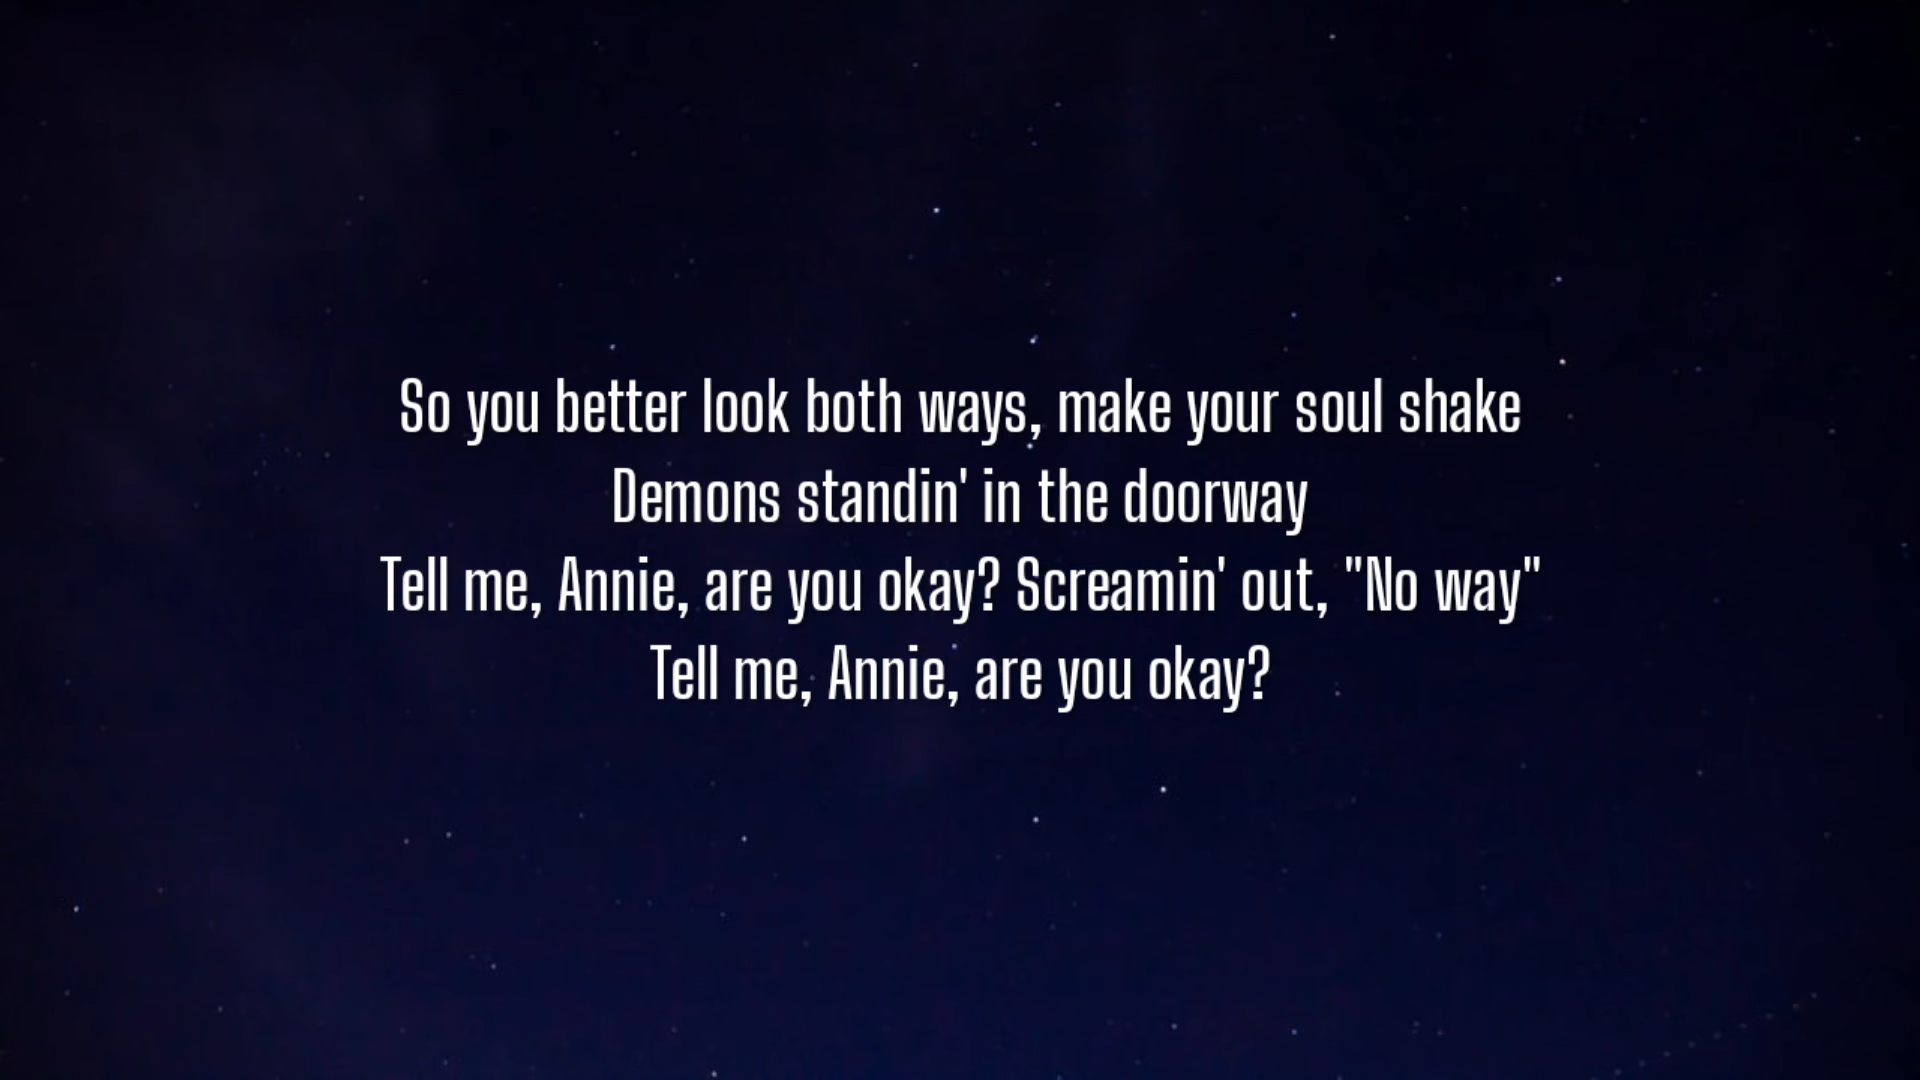 So you better look both ways, make your soul shake
Demons standin' in the doorway
Tell me, Annie, are you okay? Screamin' out, "No way"
Tell me, Annie, are you okay?